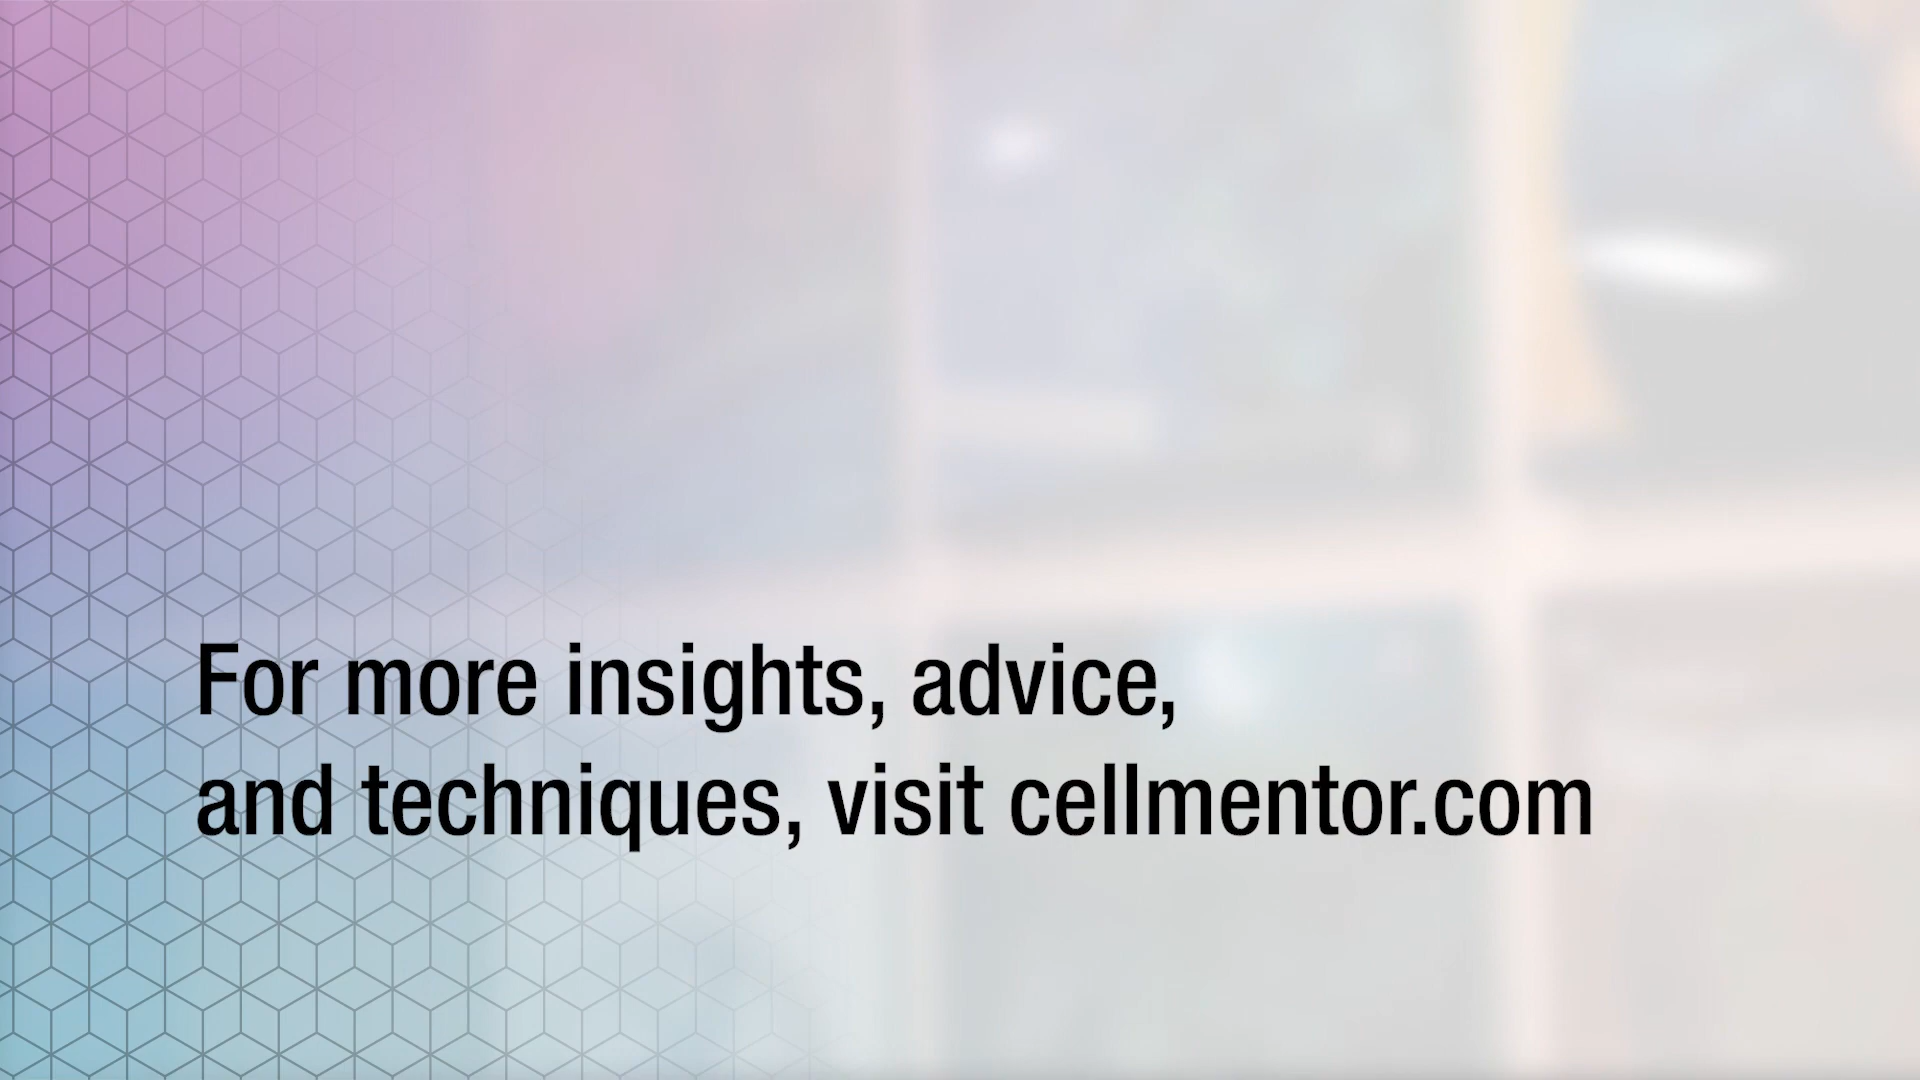 For more insights, advice,
and techniques, visit cellmentor.com